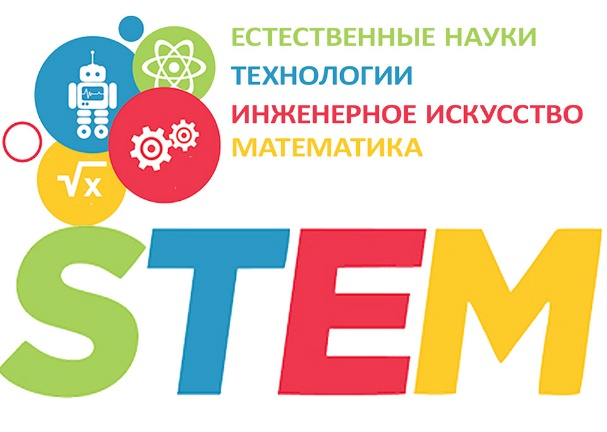 ЕСТЕСТВЕННЫЕ НАУКИ
ТЕХНОЛОГИИ
ИНЖЕНЕРНОЕ ИСКУССТВО
МАТЕМАТИКА
√x
STEM